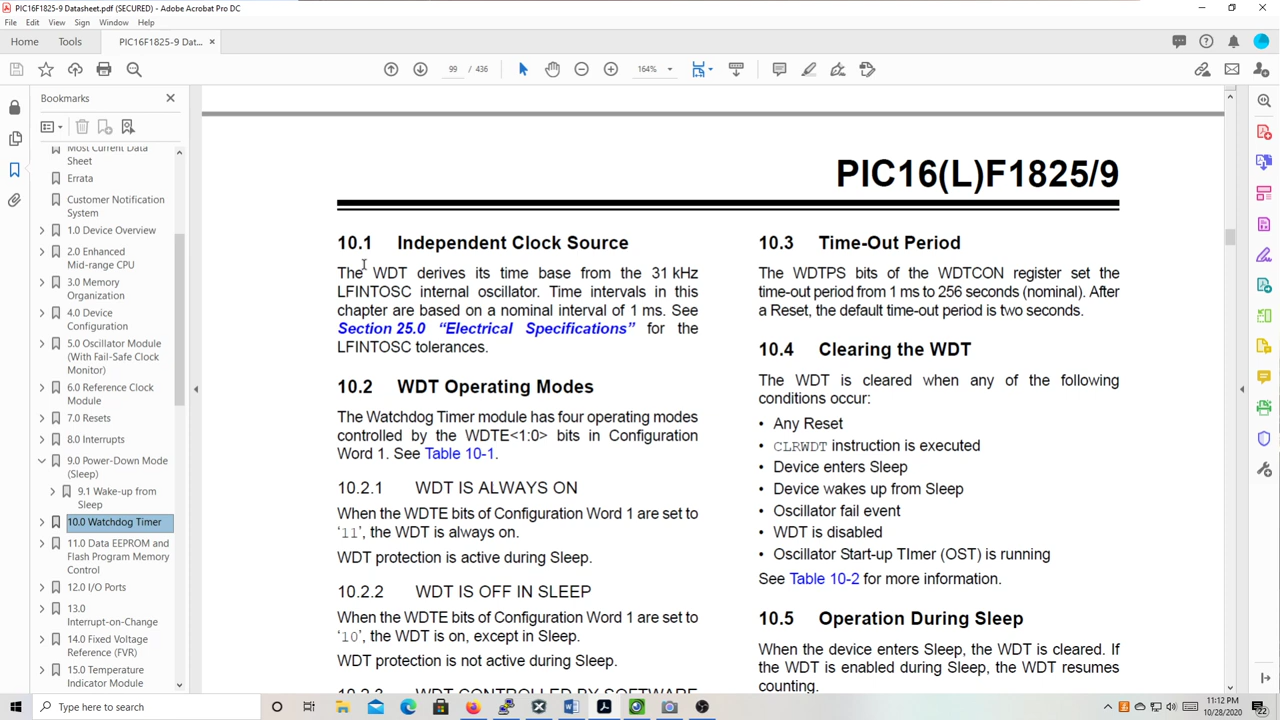 PIC16F1825-9 Datasheet.pdf (SECURED) - Adobe Acrobat Pro DC
File Edit View Sign Window Help
Home Tools PIC16F1825-9 Dat... ×
99 / 436 164%
Bookmarks
Most Current Data
Sheet
Errata
Customer Notification
System
1.0 Device Overview
2.0 Enhanced
Mid-range CPU
3.0 Memory
Organization
4.0 Device
Configuration
5.0 Oscillator Module
(With Fail-Safe Clock
Monitor)
6.0 Reference Clock
Module
7.0 Resets
8.0 Interrupts
9.0 Power-Down Mode
(Sleep)
9.1 Wake-up from
Sleep
10.0 Watchdog Timer
11.0 Data EEPROM and
Flash Program Memory
Control
12.0 I/O Ports
13.0
Interrupt-on-Change
14.0 Fixed Voltage
Reference (FVR)
15.0 Temperature
Indicator Module
PIC16(L)F1825/9
10.1 Independent Clock Source
The WDT derives its time base from the 31 kHz
LFINTOSC internal oscillator. Time intervals in this
chapter are based on a nominal interval of 1 ms. See
Section 25.0 “Electrical Specifications” for the
LFINTOSC tolerances.
10.2 WDT Operating Modes
The Watchdog Timer module has four operating modes
controlled by the WDTE<1:0> bits in Configuration
Word 1. See Table 10-1.
10.2.1 WDT IS ALWAYS ON
When the WDTE bits of Configuration Word 1 are set to
‘11’, the WDT is always on.
WDT protection is active during Sleep.
10.2.2 WDT IS OFF IN SLEEP
When the WDTE bits of Configuration Word 1 are set to
‘10’, the WDT is on, except in Sleep.
WDT protection is not active during Sleep.
10.2.3 WDT CONTROLLED BY SOFTWARE
10.3 Time-Out Period
The WDTPS bits of the WDTCON register set the
time-out period from 1 ms to 256 seconds (nominal). After
a Reset, the default time-out period is two seconds.
10.4 Clearing the WDT
The WDT is cleared when any of the following
conditions occur:
• Any Reset
• CLRWDT instruction is executed
• Device enters Sleep
• Device wakes up from Sleep
• Oscillator fail event
• WDT is disabled
• Oscillator Start-up TImer (OST) is running
See Table 10-2 for more information.
10.5 Operation During Sleep
When the device enters Sleep, the WDT is cleared. If
the WDT is enabled during Sleep, the WDT resumes
counting.
Type here to search
11:12 PM
10/28/2020
22